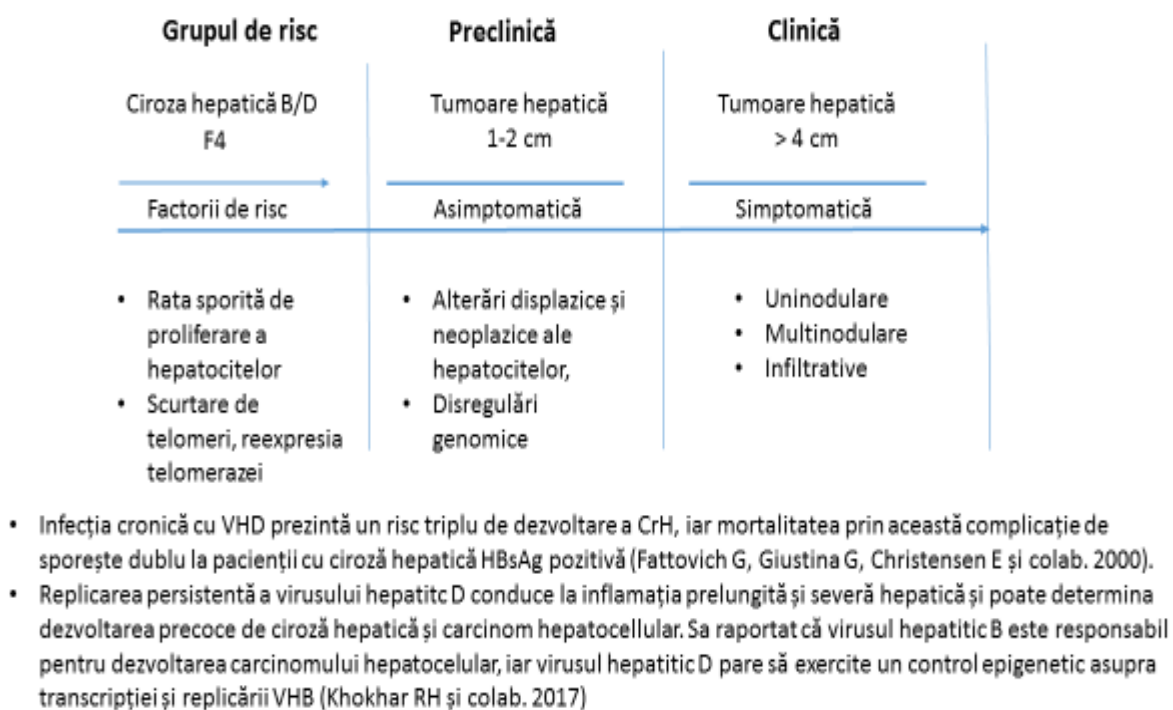 Grupul de risc
Preclinică
Clinică
Ciroza hepatică B/D
F4
Tumoare hepatică
1-2 cm
Tumoare hepatică
> 4 cm
Factorii de risc
Asimptomatică
Simptomatică
• Rata sporită de
proliferare a
hepatocitelor
• Scurtare de
telomeri, reexpresia
telomerazei
• Alterări displazice și
neoplazice ale
hepatocitelor,
• Disregulări
genomice
• Uninodulare
• Multinodulare
• Infiltrative
• Infecția cronică cu VHD prezintă un risc triplu de dezvoltare a CrH, iar mortalitatea prin această complicație de
sporește dublu la pacienții cu ciroză hepatică HBsAg pozitivă (Fattovich G, Giustina G, Christensen E și colab. 2000).
• Replicarea persistentă a virusului hepatitc D conduce la inflamația prelungită și severă hepatică și poate determina
dezvoltarea precoce de ciroză hepatică și carcinom hepatocellular. Sa raportat că virusul hepatitic B este responsabil
pentru dezvoltarea carcinomului hepatocelular, iar virusul hepatitic D pare să exercite un control epigenetic asupra
transcripției și replicării VHB (Khokhar RH și colab. 2017)